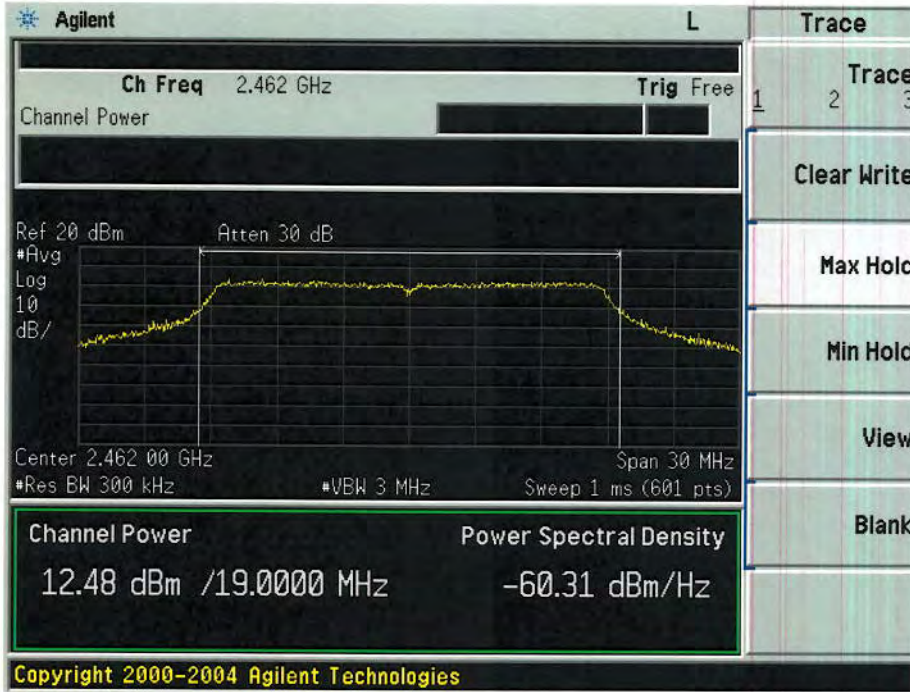 Agilent L Trace
Ch Freq 2.462 GHz Trig Free
Channel Power
Trace
1 2 3
Clear Write
Ref 20 dBm Atten 30 dB
#Avg
Log
10
dB/
Max Hold
Min Hold
View
Center 2.462 00 GHz Span 30 MHz
#Res BW 300 kHz #VBW 3 MHz Sweep 1 ms (601 pts)
Blank
Channel Power Power Spectral Density
12.48 dBm /19.0000 MHz -60.31 dBm/Hz
Copyright 2000-2004 Agilent Technologies